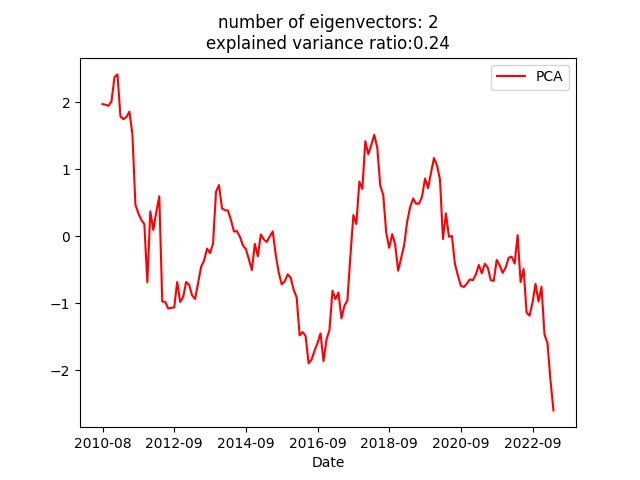 number of eigenvectors: 2
explained variance ratio:0.24
PCA
2
1
0
−1
−2
2010-08 2012-09 2014-09 2016-09 2018-09 2020-09 2022-09
Date